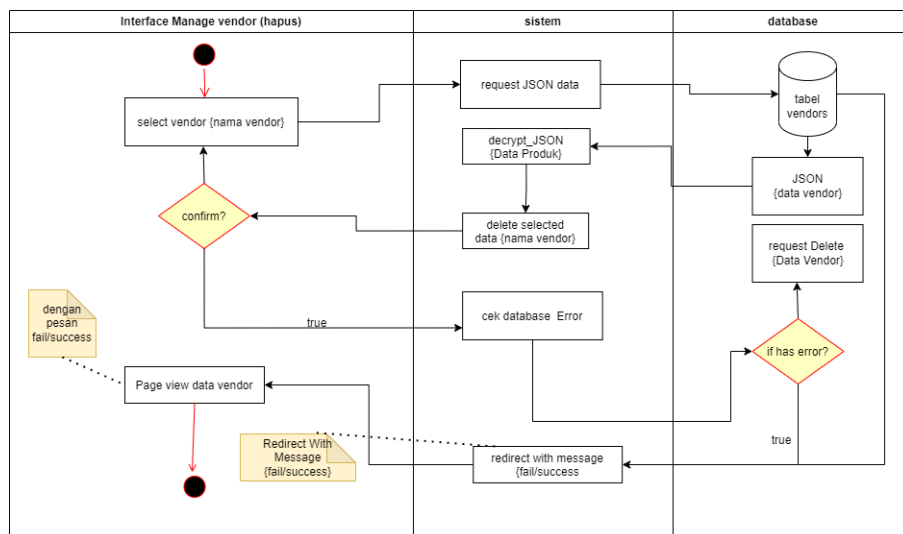 Interface Manage vendor (hapus)
sistem
database
select vendor {nama vendor}
request JSON data
tabel
vendors
decrypt_JSON
{Data Produk}
JSON
{data vendor}
confirm?
delete selected
data {nama vendor}
request Delete
{Data Vendor}
dengan
pesan
fail/success
true
cek database Error
if has error?
Page view data vendor
Redirect With
Message
{fail/success}
redirect with message
{fail/success
true